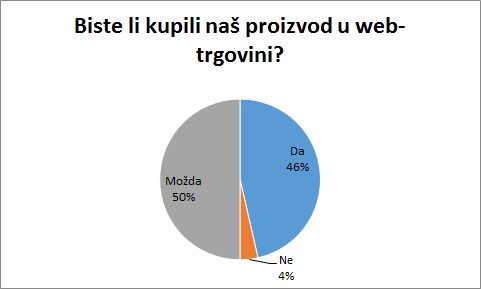 Biste li kupili naš proizvod u web-
trgovini?
Da
46%
Možda
50%
Ne
4%